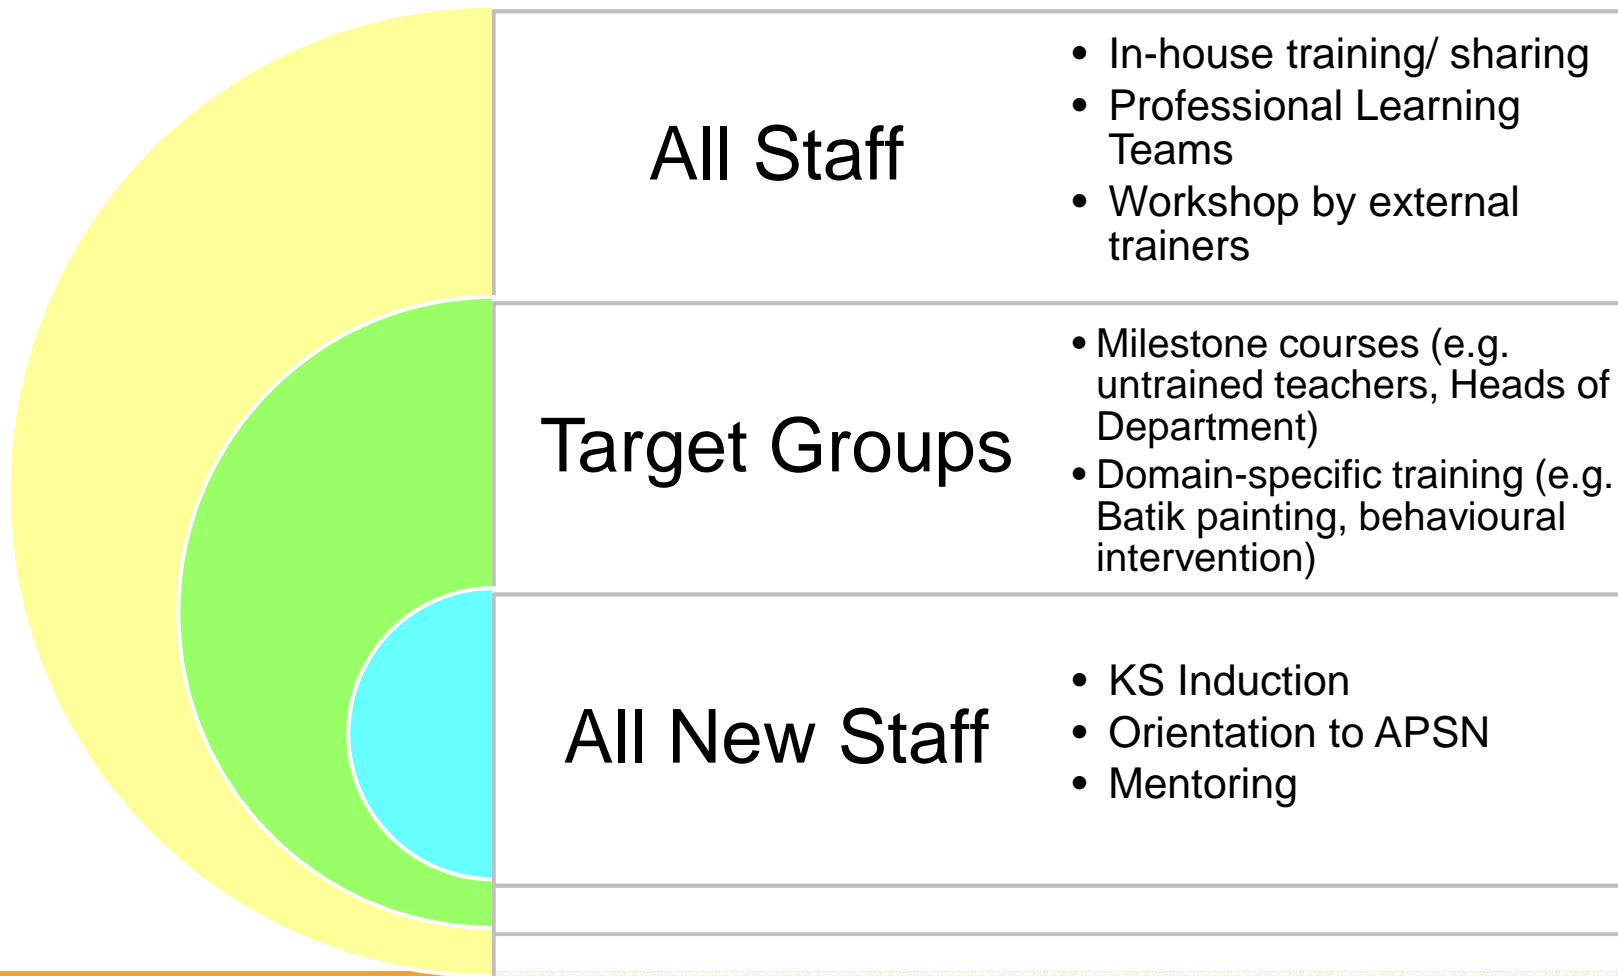 All Staff
• In-house training/ sharing
• Professional Learning
Teams
• Workshop by external
trainers
Target Groups
• Milestone courses (e.g.
untrained teachers, Heads of
Department)
• Domain-specific training (e.g.
Batik painting, behavioural
intervention)
All New Staff
• KS Induction
• Orientation to APSN
• Mentoring